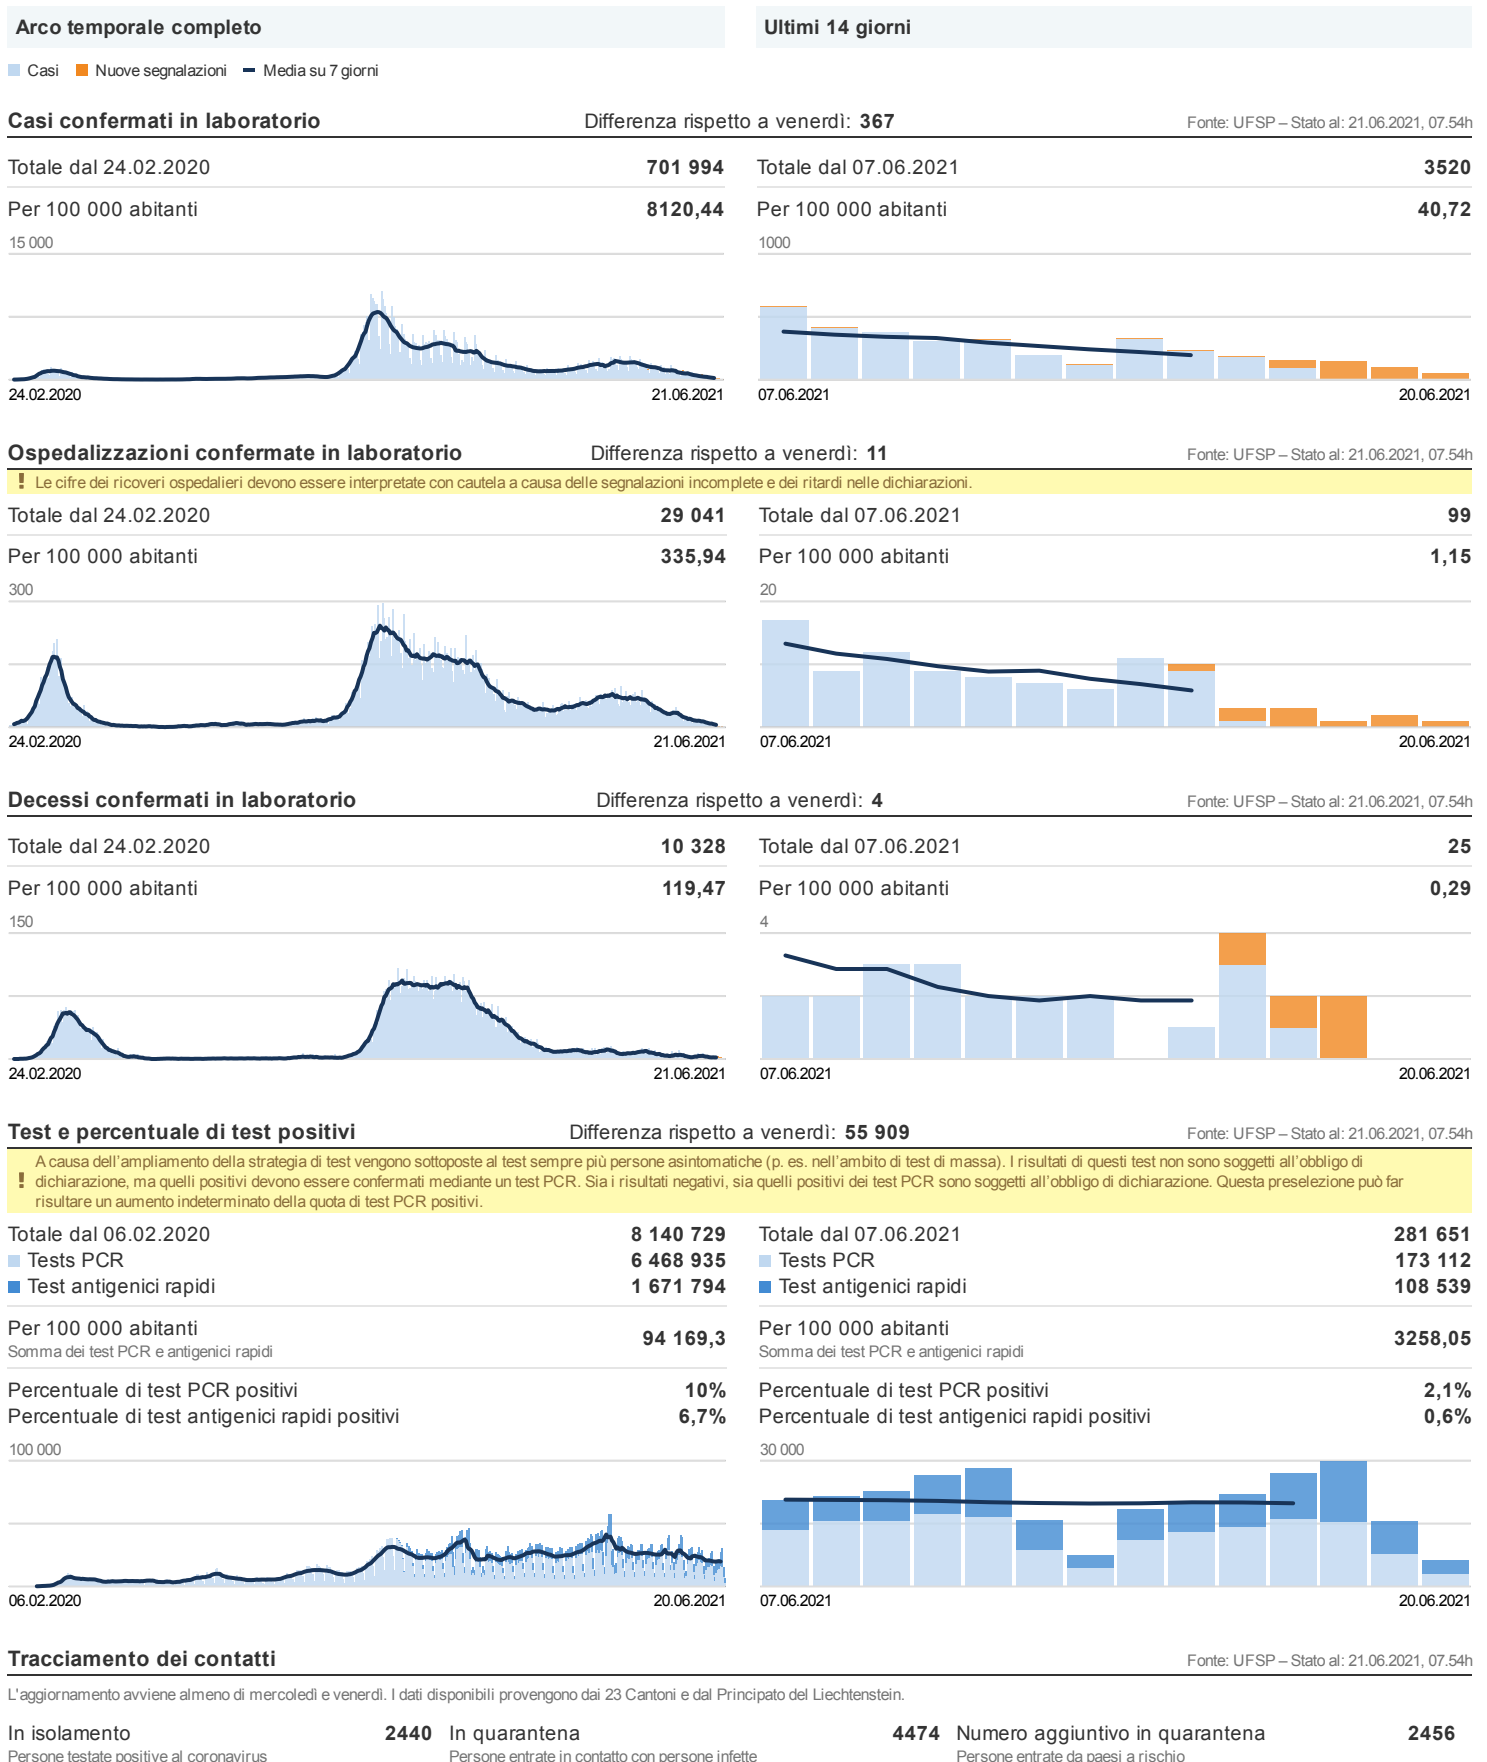 Arco temporale completo
Ultimi 14 giorni
Casi Nuove segnalazioni Media su 7 giorni
Casi confermati in laboratorio Differenza rispetto a venerdì: 367 Fonte: UFSP – Stato al: 21.06.2021, 07.54h
Totale dal 24.02.2020 701 994
Per 100 000 abitanti 8120,44
15 000
24.02.2020 21.06.2021
Totale dal 07.06.2021 3520
Per 100 000 abitanti 40,72
1000
07.06.2021 20.06.2021
Ospedalizzazioni confermate in laboratorio Differenza rispetto a venerdì: 11 Fonte: UFSP – Stato al: 21.06.2021, 07.54h
! Le cifre dei ricoveri ospedalieri devono essere interpretate con cautela a causa delle segnalazioni incomplete e dei ritardi nelle dichiarazioni.
Totale dal 24.02.2020 29 041
Per 100 000 abitanti 335,94
300
24.02.2020 21.06.2021
Totale dal 07.06.2021 99
Per 100 000 abitanti 1,15
20
07.06.2021 20.06.2021
Decessi confermati in laboratorio Differenza rispetto a venerdì: 4 Fonte: UFSP – Stato al: 21.06.2021, 07.54h
Totale dal 24.02.2020 10 328
Per 100 000 abitanti 119,47
150
24.02.2020 21.06.2021
Totale dal 07.06.2021 25
Per 100 000 abitanti 0,29
4
07.06.2021 20.06.2021
Test e percentuale di test positivi Differenza rispetto a venerdì: 55 909 Fonte: UFSP – Stato al: 21.06.2021, 07.54h
A causa dell'ampliamento della strategia di test vengono sottoposte al test sempre più persone asintomatiche (p. es. nell'ambito di test di massa). I risultati di questi test non sono soggetti all'obbligo di
! dichiarazione, ma quelli positivi devono essere confermati mediante un test PCR. Sia i risultati negativi, sia quelli positivi dei test PCR sono soggetti all'obbligo di dichiarazione. Questa preselezione può far
risultare un aumento indeterminato della quota di test PCR positivi.
Totale dal 06.02.2020 8 140 729
Tests PCR 6 468 935
Test antigenici rapidi 1 671 794
Per 100 000 abitanti 94 169,3
Somma dei test PCR e antigenici rapidi
Percentuale di test PCR positivi 10%
Percentuale di test antigenici rapidi positivi 6,7%
100 000
06.02.2020 20.06.2021
Totale dal 07.06.2021 281 651
Tests PCR 173 112
Test antigenici rapidi 108 539
Per 100 000 abitanti 3258,05
Somma dei test PCR e antigenici rapidi
Percentuale di test PCR positivi 2,1%
Percentuale di test antigenici rapidi positivi 0,6%
30 000
07.06.2021 20.06.2021
Tracciamento dei contatti Fonte: UFSP – Stato al: 21.06.2021, 07.54h
L'aggiornamento avviene almeno di mercoledì e venerdì. I dati disponibili provengono dai 23 Cantoni e dal Principato del Liechtenstein.
In isolamento 2440
Persone testate positive al coronavirus
In quarantena 4474
Persone entrate in contatto con persone infette
Numero aggiuntivo in quarantena 2456
Persone entrate da paesi a rischio